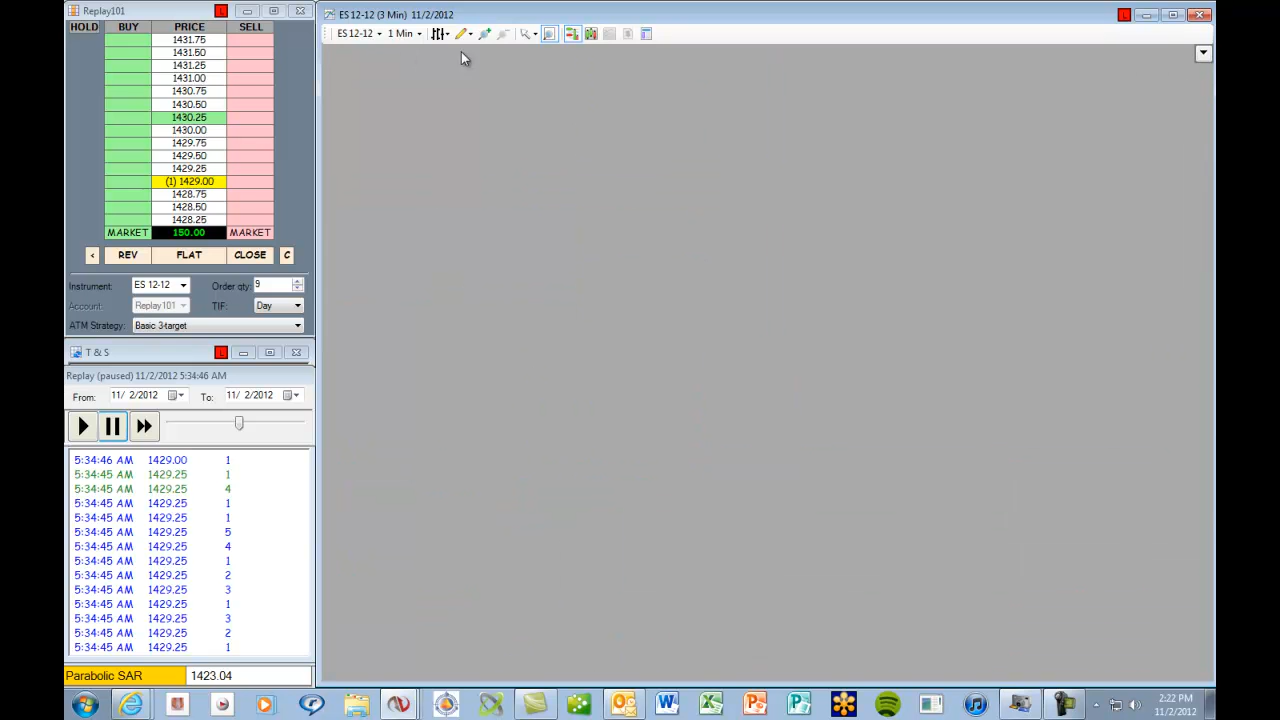 Replay101
HOLD BUY PRICE SELL
1431.75
1431.50
1431.25
1431.00
1430.75
1430.50
1430.25
1430.00
1429.75
1429.50
1429.25
(1) 1429.00
1428.75
1428.50
1428.25
MARKET 150.00 MARKET
< REV FLAT CLOSE C
Instrument: ES 12-12 Order qty: 9
Account: Replay101 TIF: Day
ATM Strategy: Basic 3-target
T & S
Replay (paused) 11/2/2012 5:34:46 AM
From: 11/ 2/2012 To: 11/ 2/2012
5:34:46 AM 1429.00 1
5:34:45 AM 1429.25 1
5:34:45 AM 1429.25 4
5:34:45 AM 1429.25 1
5:34:45 AM 1429.25 1
5:34:45 AM 1429.25 5
5:34:45 AM 1429.25 4
5:34:45 AM 1429.25 1
5:34:45 AM 1429.25 2
5:34:45 AM 1429.25 3
5:34:45 AM 1429.25 1
5:34:45 AM 1429.25 3
5:34:45 AM 1429.25 2
5:34:45 AM 1429.25 1
Parabolic SAR 1423.04
ES 12-12 (3 Min) 11/2/2012
ES 12-12 1 Min
2:22 PM
11/2/2012